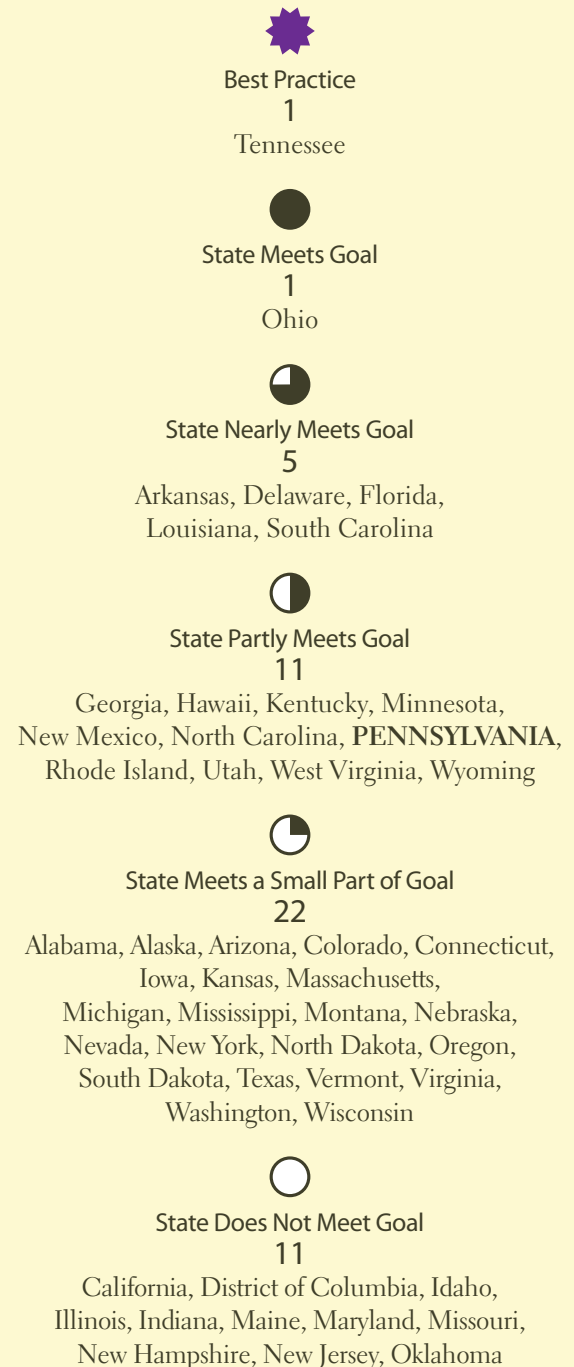 Best Practice
1
Tennessee
State Meets Goal
1
Ohio
State Nearly Meets Goal
5
Arkansas, Delaware, Florida,
Louisiana, South Carolina
State Partly Meets Goal
11
Georgia, Hawaii, Kentucky, Minnesota,
New Mexico, North Carolina, PENNSYLVANIA,
Rhode Island, Utah, West Virginia, Wyoming
State Meets a Small Part of Goal
22
Alabama, Alaska, Arizona, Colorado, Connecticut,
Iowa, Kansas, Massachusetts,
Michigan, Mississippi, Montana, Nebraska,
Nevada, New York, North Dakota, Oregon,
South Dakota, Texas, Vermont, Virginia,
Washington, Wisconsin
State Does Not Meet Goal
11
California, District of Columbia, Idaho,
Illinois, Indiana, Maine, Maryland, Missouri,
New Hampshire, New Jersey, Oklahoma